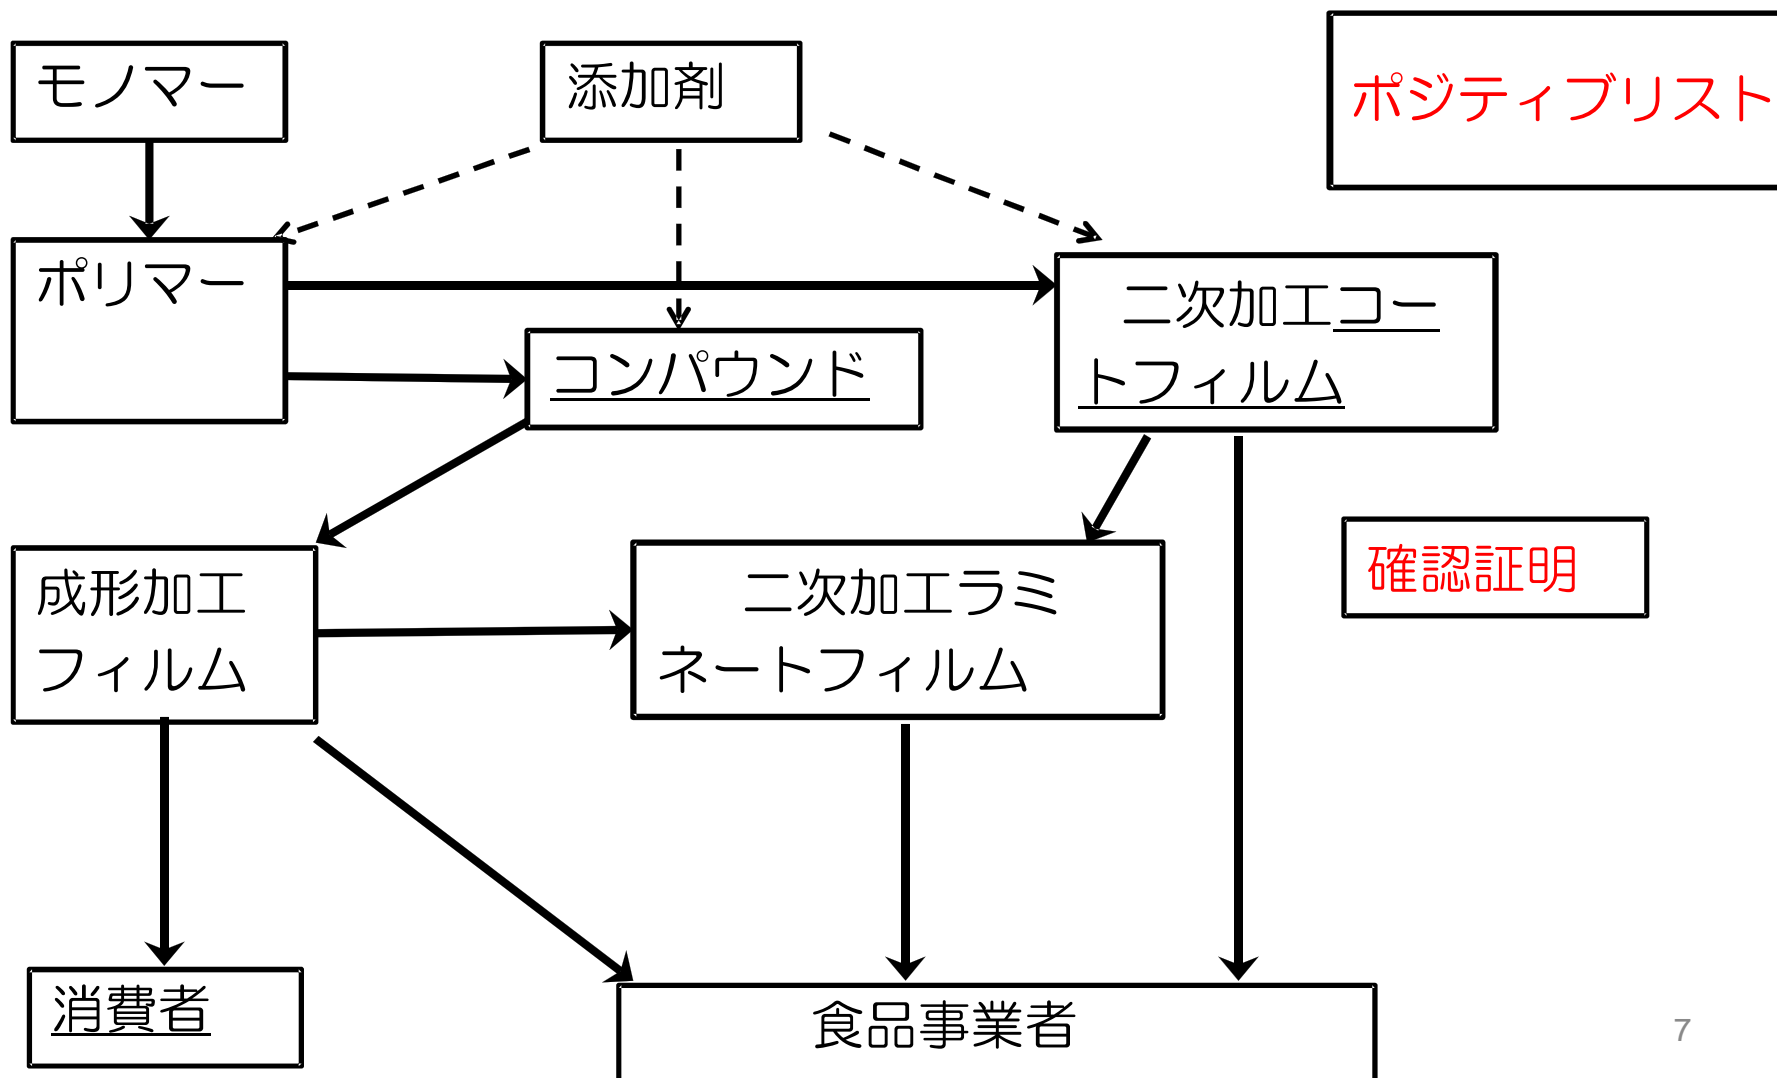 モノマー
添加剤
ポジティブリスト
ポリマー
二次加工コー
トフィルム
コンパウンド
確認証明
成形加工
フィルム
二次加工ラミ
ネートフィルム
消費者
食品事業者
7